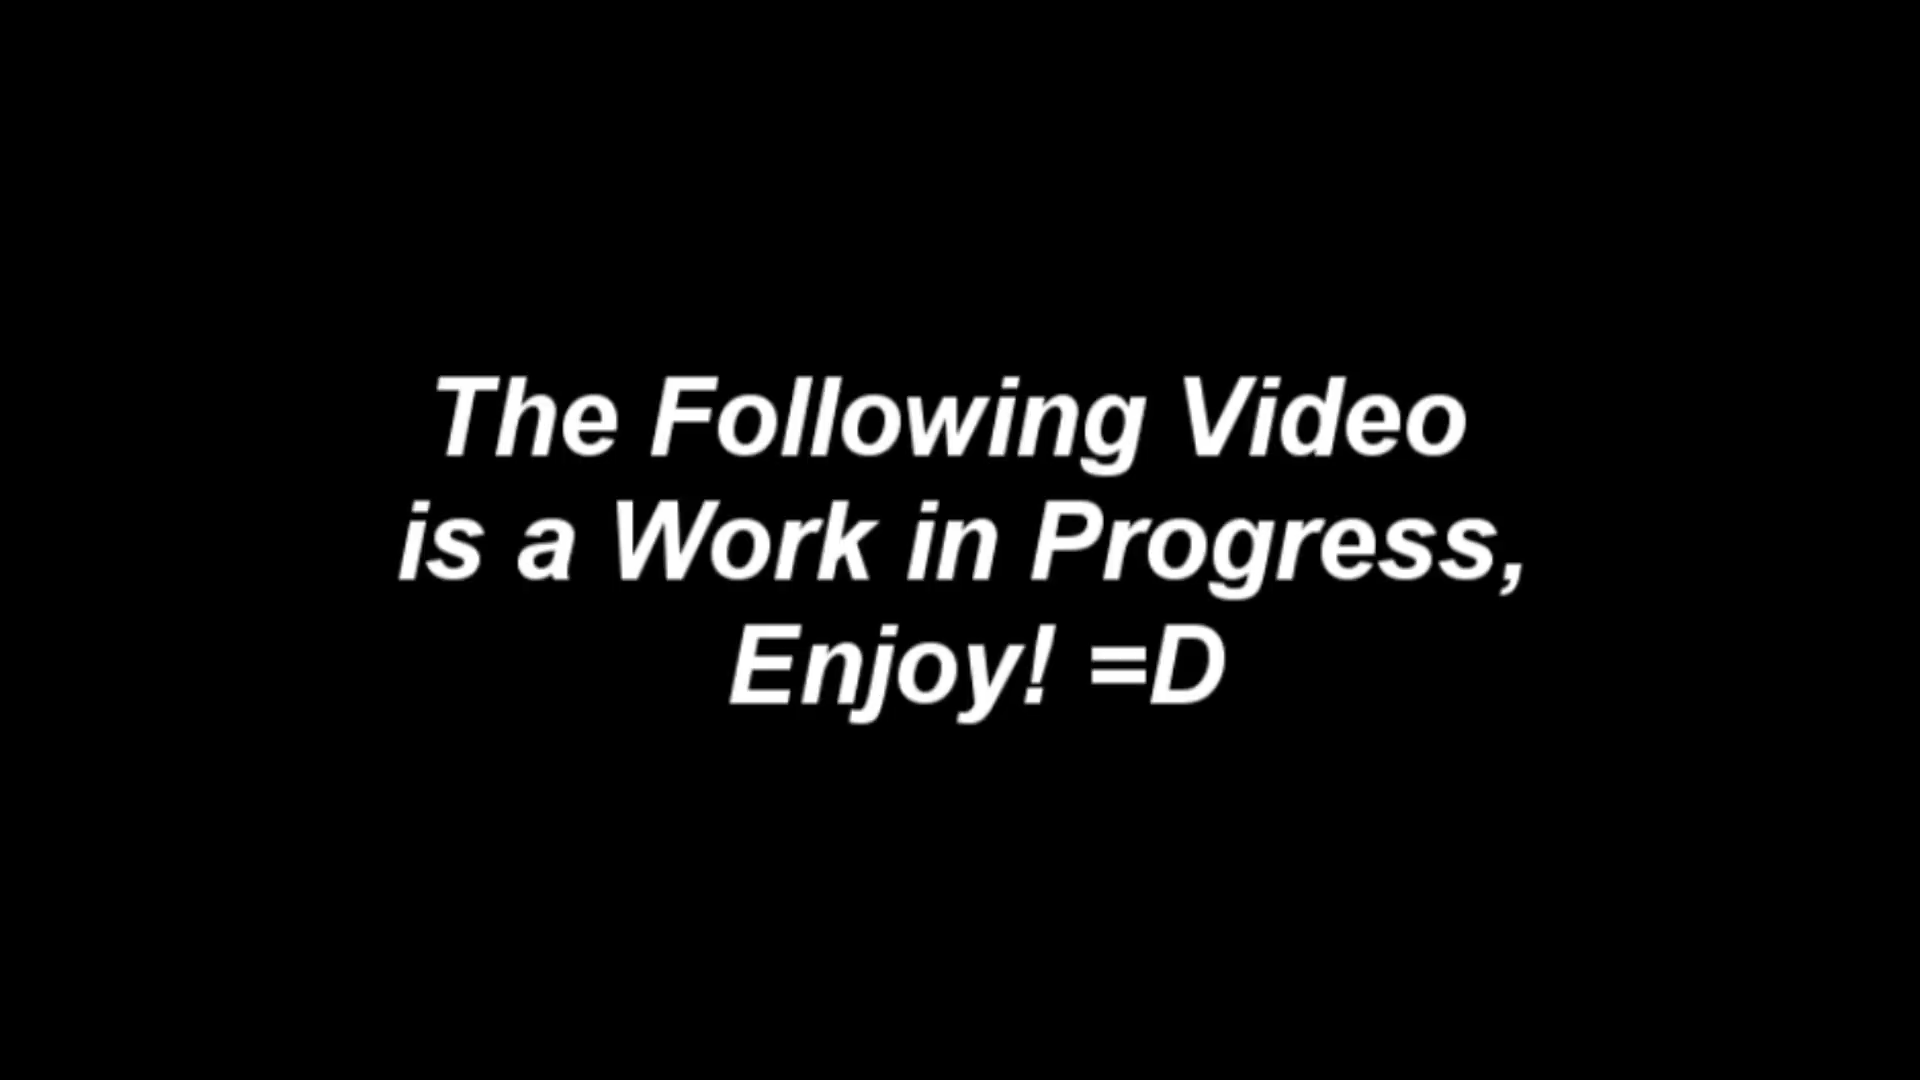 The Following Video
is a Work in Progress,
Enjoy! =D